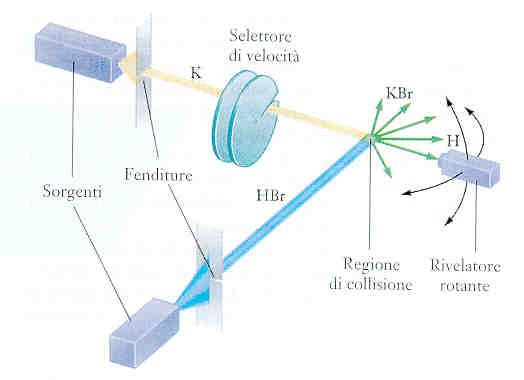 Selettore
di velocità
K
KBr
H
Fenditure
Sorgenti
HBr
Regione
di collisione
Rivelatore
rotante